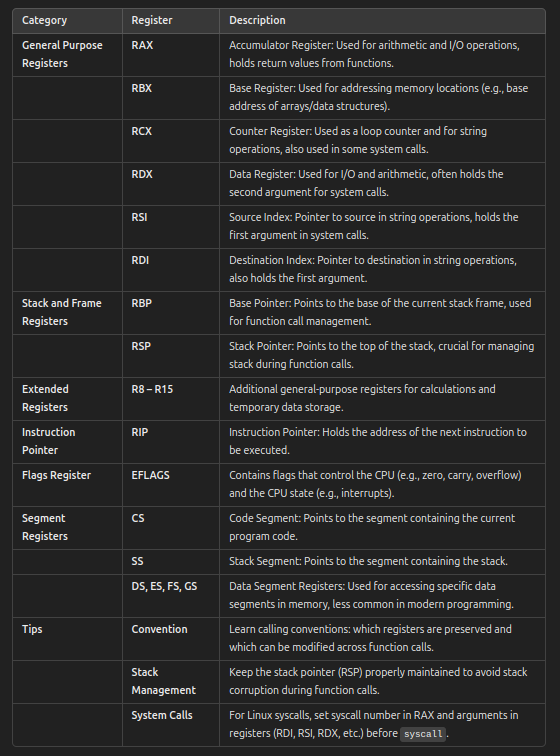 Category Register Description
General Purpose RAX Accumulator Register: Used for arithmetic and I/O operations,
Registers holds return values from functions.
RBX Base Register: Used for addressing memory locations (e.g., base
address of arrays/data structures).
RCX Counter Register: Used as a loop counter and for string
operations, also used in some system calls.
RDX Data Register: Used for I/O and arithmetic, often holds the
second argument for system calls.
RSI Source Index: Pointer to source in string operations, holds the
first argument in system calls.
RDI Destination Index: Pointer to destination in string operations,
also holds the first argument.
Stack and Frame RBP Base Pointer: Points to the base of the current stack frame, used
Registers for function call management.
RSP Stack Pointer: Points to the top of the stack, crucial for managing
stack during function calls.
Extended R8 – R15 Additional general-purpose registers for calculations and
Registers temporary data storage.
Instruction RIP Instruction Pointer: Holds the address of the next instruction to
Pointer be executed.
Flags Register EFLAGS Contains flags that control the CPU (e.g., zero, carry, overflow)
and the CPU state (e.g., interrupts).
Segment CS Code Segment: Points to the segment containing the current
Registers program code.
SS Stack Segment: Points to the segment containing the stack.
DS, ES, FS, GS Data Segment Registers: Used for accessing specific data
segments in memory, less common in modern programming.
Tips Convention Learn calling conventions: which registers are preserved and
which can be modified across function calls.
Stack Keep the stack pointer (RSP) properly maintained to avoid stack
Management corruption during function calls.
System Calls For Linux syscalls, set syscall number in RAX and arguments in
registers (RDI, RSI, RDX, etc.) before syscall.